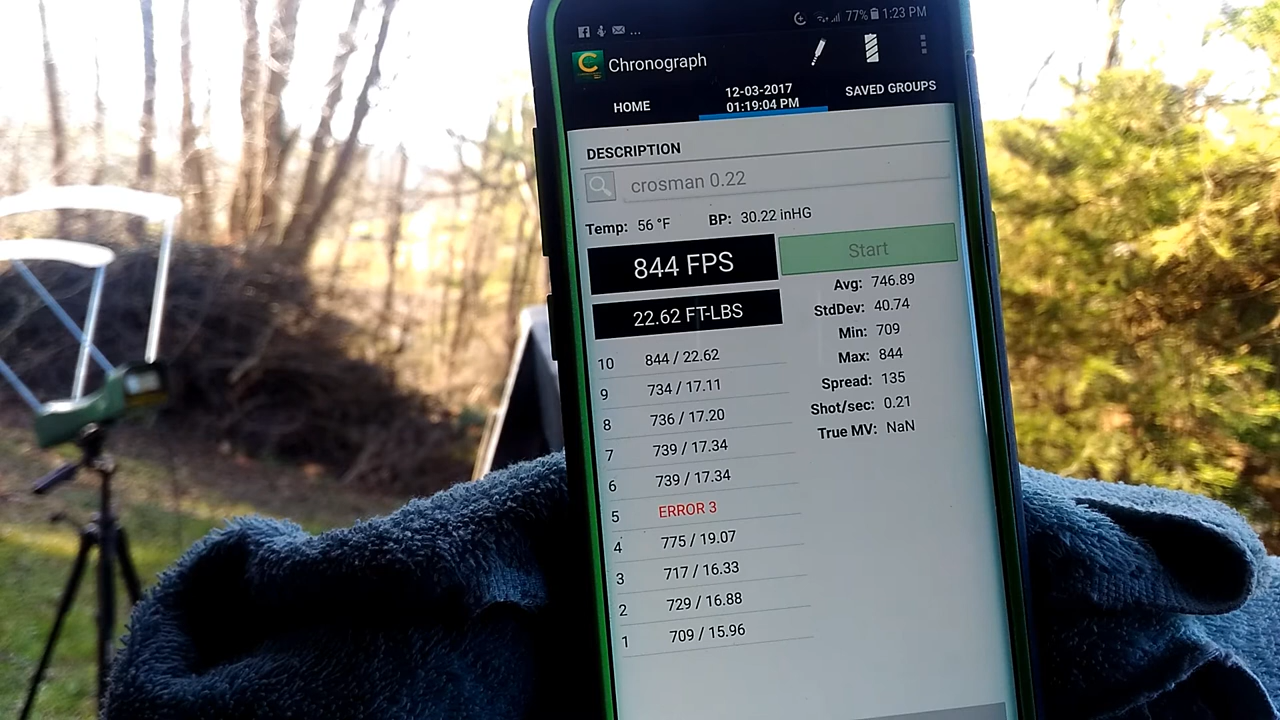 ... 77% 1:23 PM
C Chronograph
HOME
12-03-2017
01:19:04 PM
SAVED GROUPS
DESCRIPTION
crosman 0.22
Temp: 56 °F BP: 30.22 inHG
844 FPS
Start
22.62 FT-LBS
Avg: 746.89
StdDev: 40.74
Min: 709
Max: 844
Spread: 135
Shot/sec: 0.21
True MV: NaN
10 844 / 22.62
9 734 / 17.11
8 736 / 17.20
7 739 / 17.34
6 739 / 17.34
5 ERROR 3
4 775 / 19.07
3 717 / 16.33
2 729 / 16.88
1 709 / 15.96